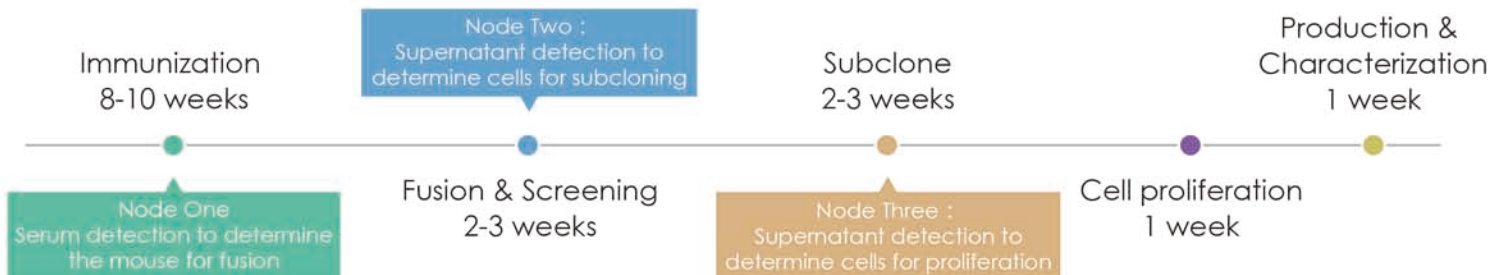 Immunization
8-10 weeks
Node One
Serum detection to determine
the mouse for fusion
Node Two :
Supernatant detection to
determine cells for subcloning
Fusion & Screening
2-3 weeks
Subclone
2-3 weeks
Node Three :
Supernatant detection to
determine cells for proliferation
Cell proliferation
1 week
Production &
Characterization
1 week